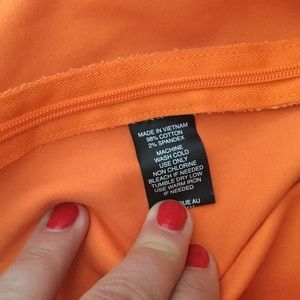 MADE IN VIETNAM
98% COTTON
2% SPANDEX
MACHINE
WASH COLD
USE ONLY
NON CHLORINE
BLEACH IF NEEDED
TUMBLE DRY LOW
USE WARM IRON
IF NEEDED
AU